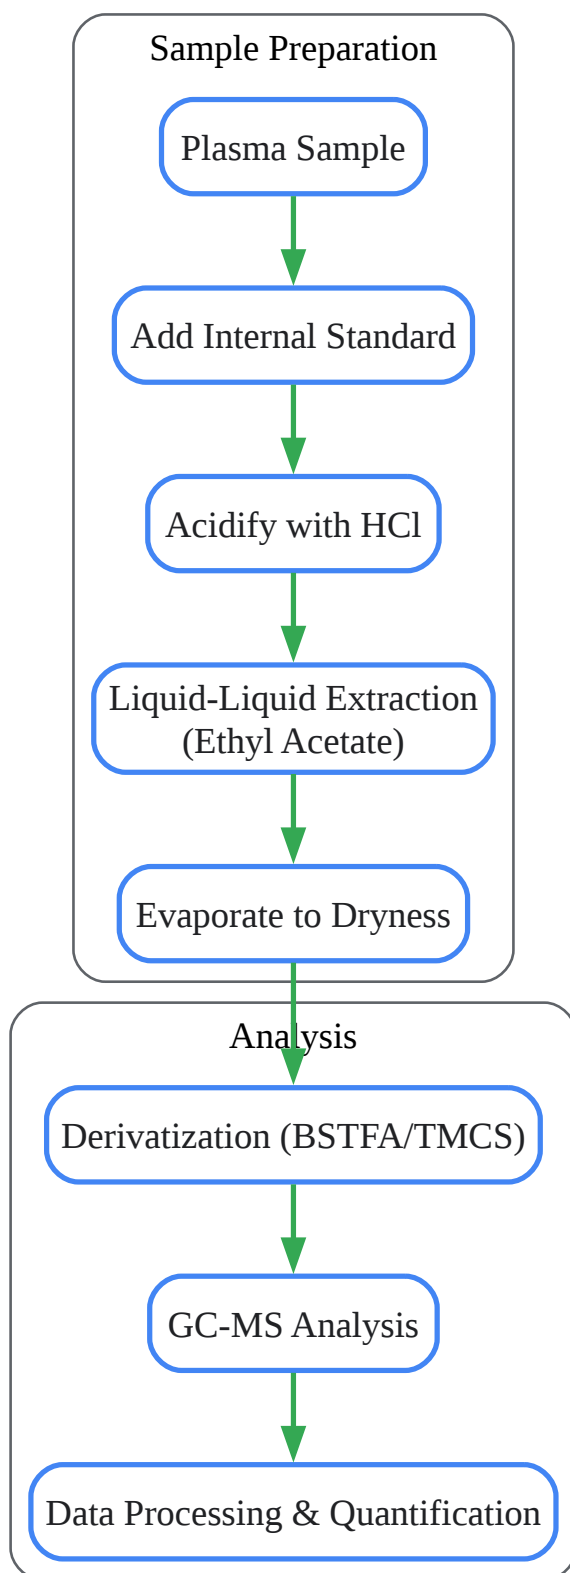 Sample Preparation
Plasma Sample
Add Internal Standard
Acidify with HCl
Liquid-Liquid Extraction
(Ethyl Acetate)
Evaporate to Dryness
Analysis
Derivatization (BSTFA/TMCS)
GC-MS Analysis
Data Processing & Quantification